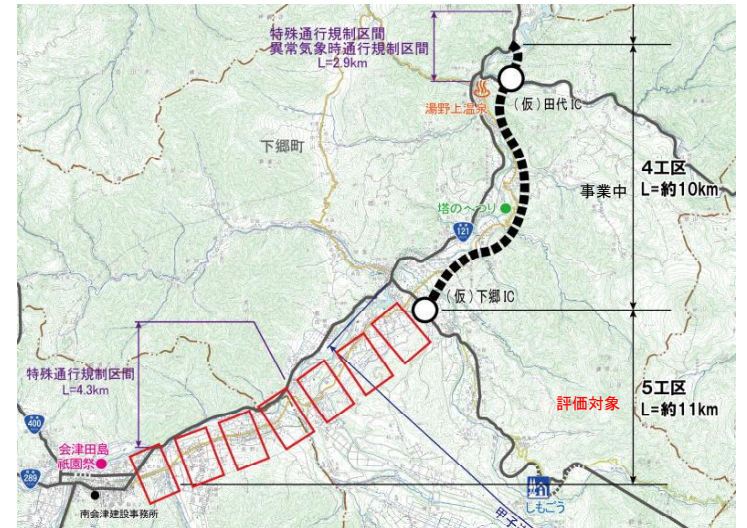 特殊通行規制区間
異常気象時通行規制区間
L=2.9km
湯野上温泉
(仮)田代IC
下郷町
4工区
L=約10km
事業中
塔のへつり
121
(仮)下郷IC
特殊通行規制区間
L=4.3km
評価対象
5工区
L=約11km
400
会津田島
祇園祭
289
しもごう
南会津建設事務所
甲子